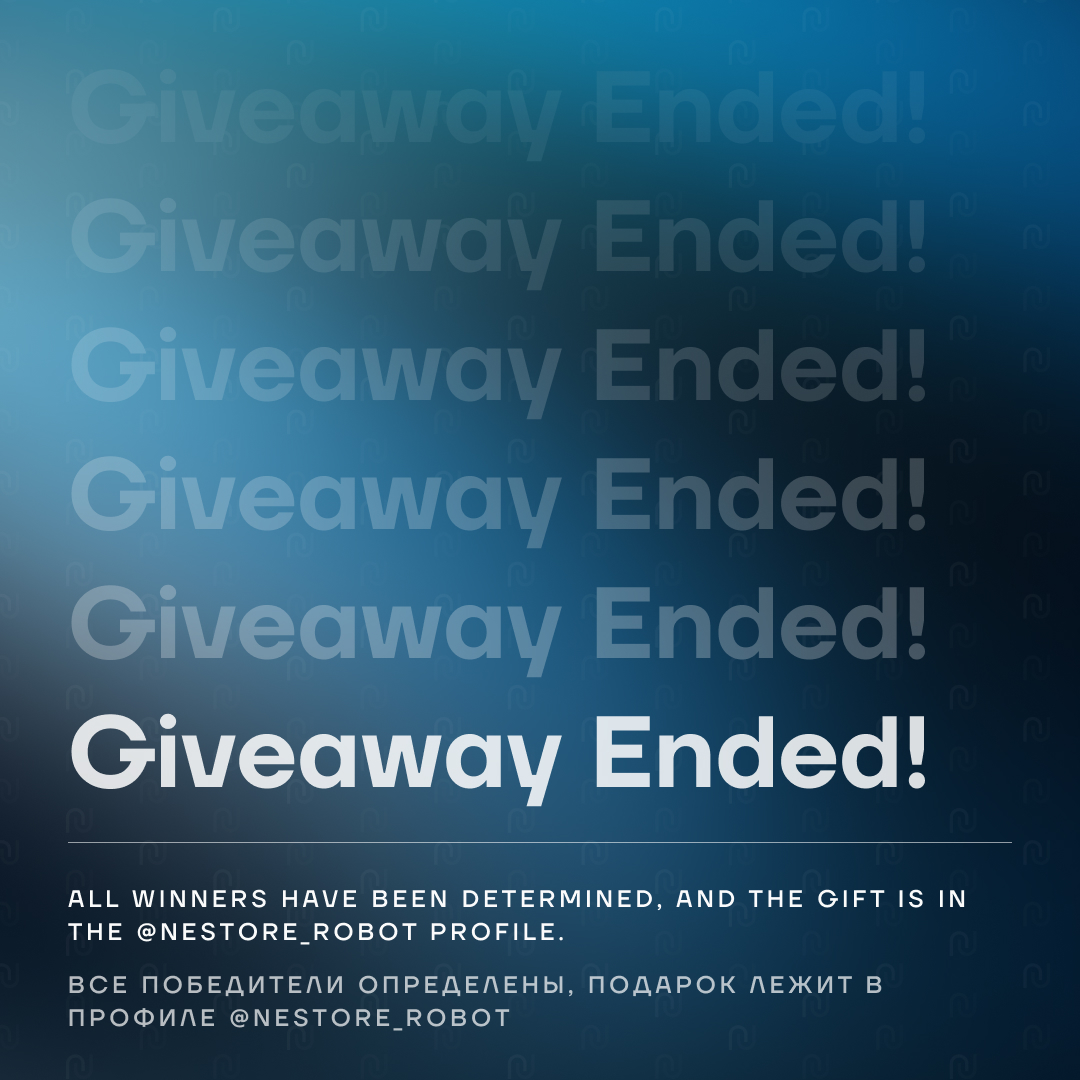 Giveaway Ended!
Giveaway Ended!
Giveaway Ended!
Giveaway Ended!
Giveaway Ended!
Giveaway Ended!
ALL WINNERS HAVE BEEN DETERMINED, AND THE GIFT IS IN
THE @NESTORE_ROBOT PROFILE.
ВСЕ ПОБЕДИТЕЛИ ОПРЕДЕЛЕНЫ, ПОДАРОК ЛЕЖИТ В
ПРОФИЛЕ @NESTORE_ROBOT